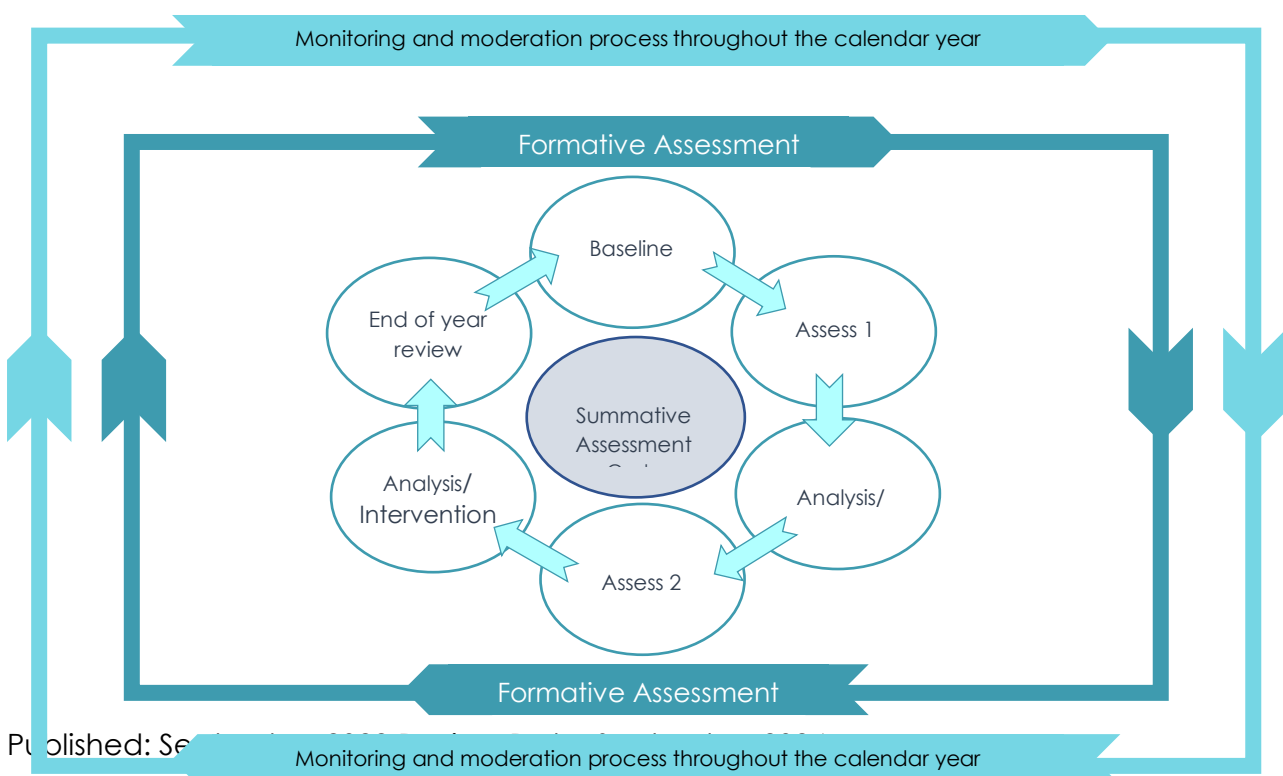 Monitoring and moderation process throughout the calendar year
Formative Assessment
Baseline
End of year
review
Assess 1
Summative
Assessment
Analysis/
Intervention
Analysis/
Assess 2
Formative Assessment
Published:
Monitoring and moderation process throughout the calendar year